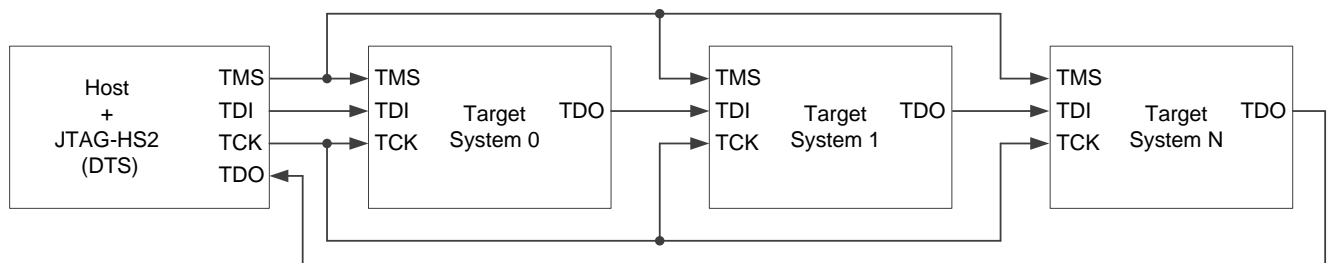 Host
+
JTAG-HS2
(DTS)
TMS
TDI
TCK
TDO
TMS
TDI
TCK
Target
System 0
TDO
TMS
TDI
TCK
Target
System 1
TDO
TMS
TDI
TCK
Target
System N
TDO